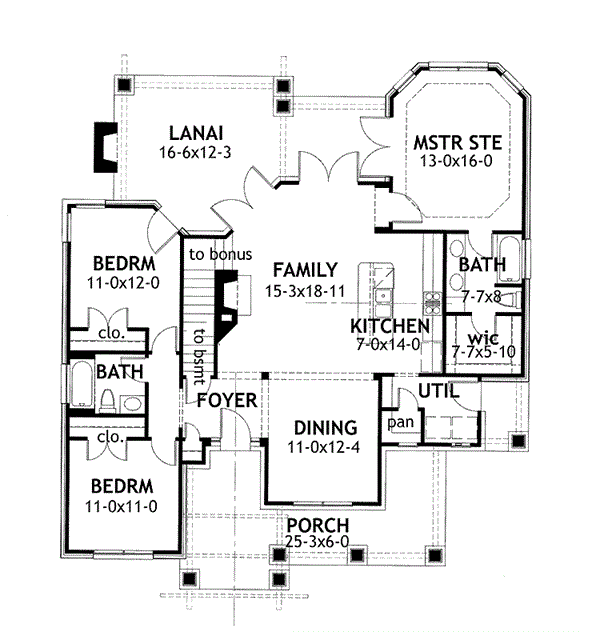 LANAI
16-6x12-3
MSTR STE
13-0x16-0
to bonus
BEDRM
11-0x12-0
FAMILY
15-3x18-11
BATH
7-7x8
KITCHEN
7-0x14-0
wic
7-7x5-10
clo.
to bsmt
BATH
FOYER
UTIL
pan
DINING
11-0x12-4
clo.
BEDRM
11-0x11-0
PORCH
25-3x6-0